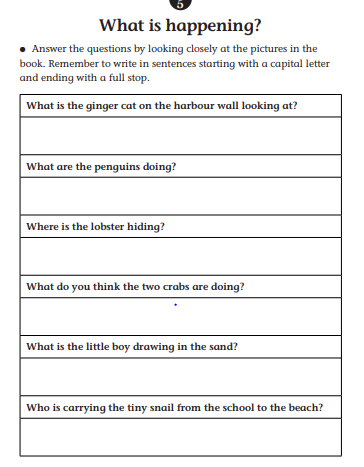 5
What is happening?
● Answer the questions by looking closely at the pictures in the
book. Remember to write in sentences starting with a capital letter
and ending with a full stop.
What is the ginger cat on the harbour wall looking at?
What are the penguins doing?
Where is the lobster hiding?
What do you think the two crabs are doing?
What is the little boy drawing in the sand?
Who is carrying the tiny snail from the school to the beach?